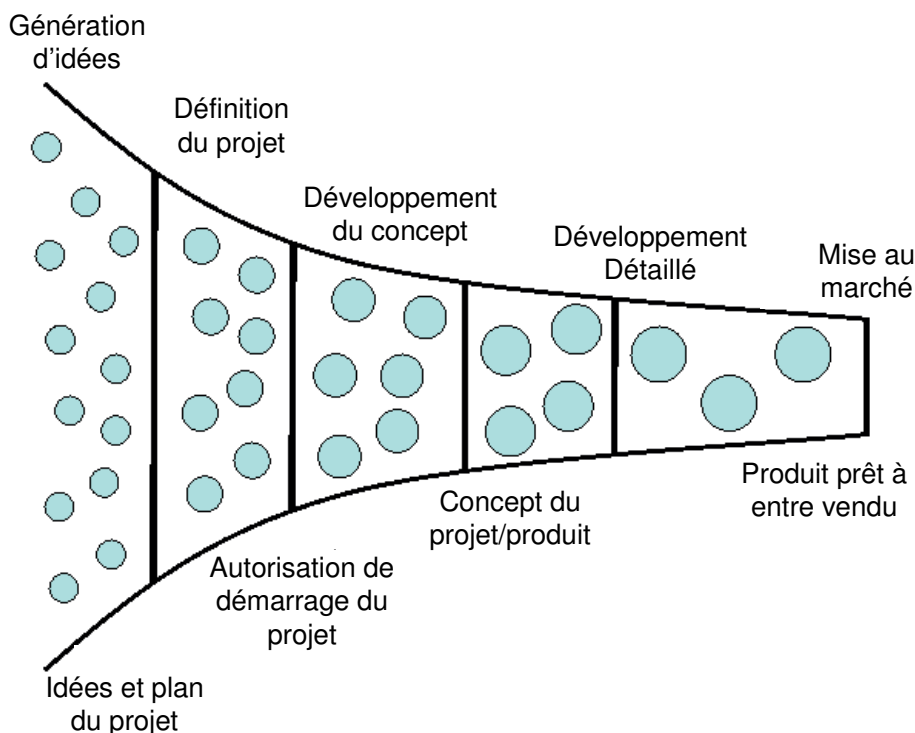 Génération
d'idées
Définition
du projet
Développement
du concept
Développement
Détaillé
Mise au
marché
Produit prêt à
entre vendu
Concept du
projet/produit
Autorisation de
démarrage du
projet
Idées et plan
du projet